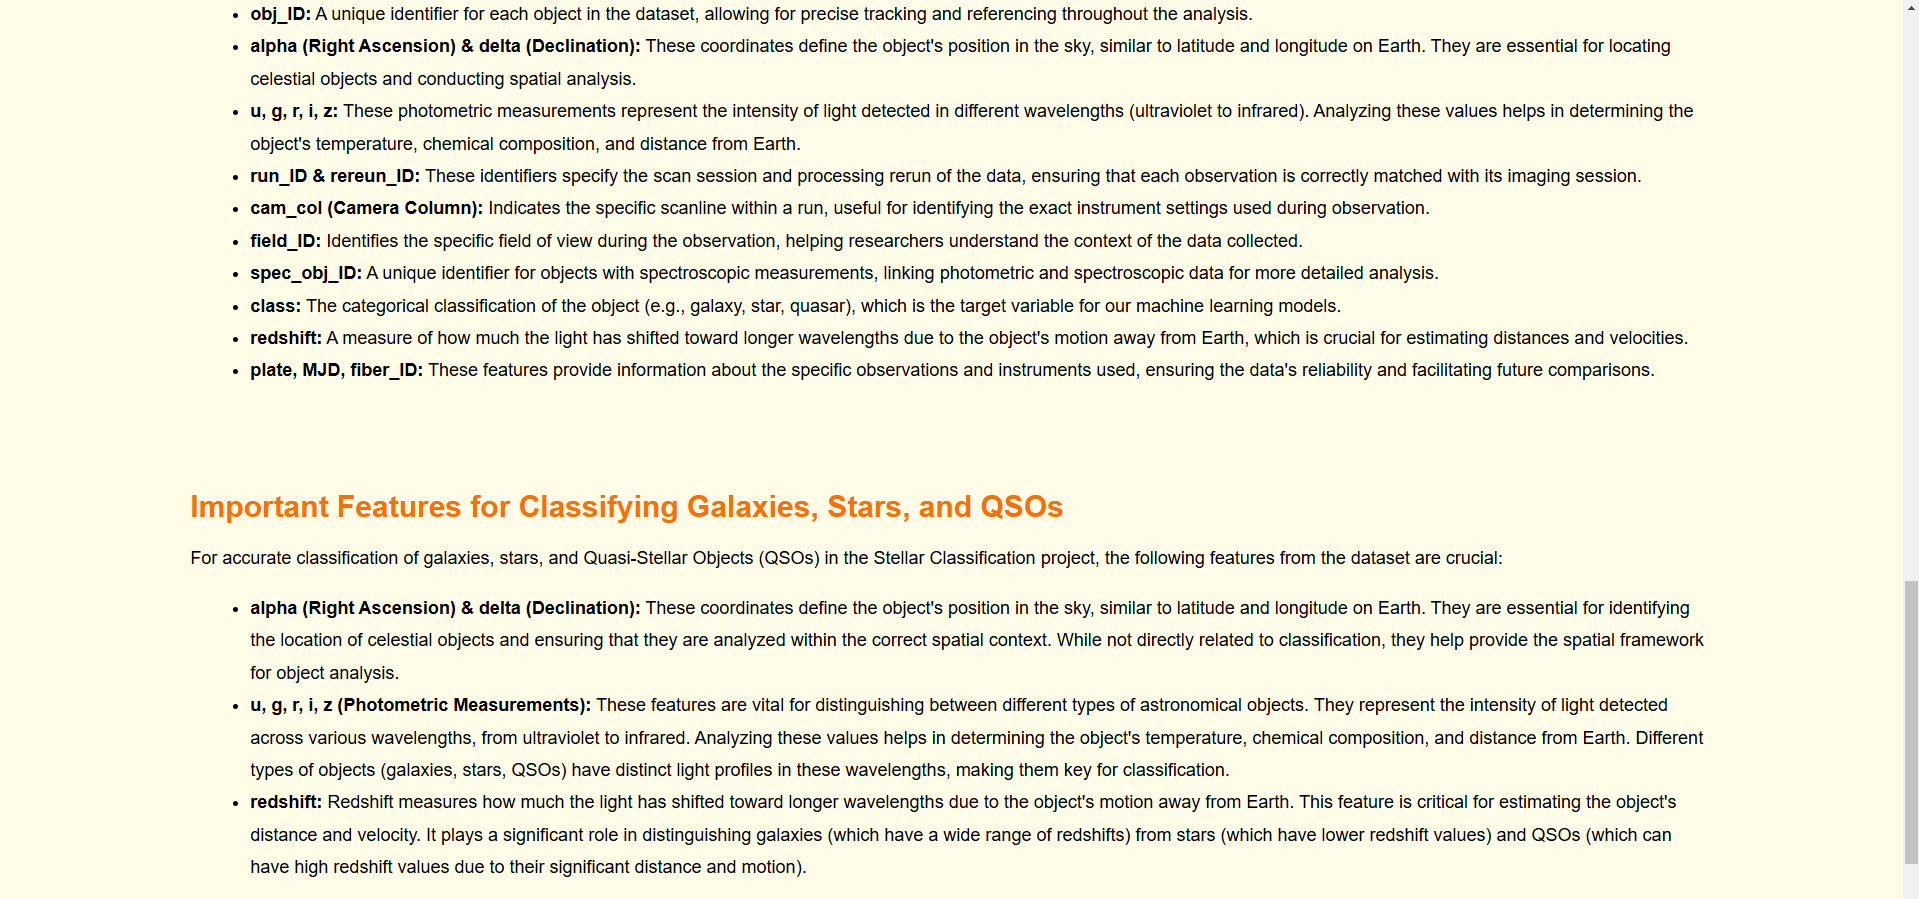 obj_ID: A unique identifier for each object in the dataset, allowing for precise tracking and referencing throughout the analysis.
alpha (Right Ascension) & delta (Declination): These coordinates define the object's position in the sky, similar to latitude and longitude on Earth. They are essential for locating
celestial objects and conducting spatial analysis.
u, g, r, i, z: These photometric measurements represent the intensity of light detected in different wavelengths (ultraviolet to infrared). Analyzing these values helps in determining the
object's temperature, chemical composition, and distance from Earth.
run_ID & rereun_ID: These identifiers specify the scan session and processing rerun of the data, ensuring that each observation is correctly matched with its imaging session.
cam_col (Camera Column): Indicates the specific scanline within a run, useful for identifying the exact instrument settings used during observation.
field_ID: Identifies the specific field of view during the observation, helping researchers understand the context of the data collected.
spec_obj_ID: A unique identifier for objects with spectroscopic measurements, linking photometric and spectroscopic data for more detailed analysis.
class: The categorical classification of the object (e.g., galaxy, star, quasar), which is the target variable for our machine learning models.
redshift: A measure of how much the light has shifted toward longer wavelengths due to the object's motion away from Earth, which is crucial for estimating distances and velocities.
plate, MJD, fiber_ID: These features provide information about the specific observations and instruments used, ensuring the data's reliability and facilitating future comparisons.
Important Features for Classifying Galaxies, Stars, and QSOs
For accurate classification of galaxies, stars, and Quasi-Stellar Objects (QSOs) in the Stellar Classification project, the following features from the dataset are crucial:
alpha (Right Ascension) & delta (Declination): These coordinates define the object's position in the sky, similar to latitude and longitude on Earth. They are essential for identifying
the location of celestial objects and ensuring that they are analyzed within the correct spatial context. While not directly related to classification, they help provide the spatial framework
for object analysis.
u, g, r, i, z (Photometric Measurements): These features are vital for distinguishing between different types of astronomical objects. They represent the intensity of light detected
across various wavelengths, from ultraviolet to infrared. Analyzing these values helps in determining the object's temperature, chemical composition, and distance from Earth. Different
types of objects (galaxies, stars, QSOs) have distinct light profiles in these wavelengths, making them key for classification.
redshift: Redshift measures how much the light has shifted toward longer wavelengths due to the object's motion away from Earth. This feature is critical for estimating the object's
distance and velocity. It plays a significant role in distinguishing galaxies (which have a wide range of redshifts) from stars (which have lower redshift values) and QSOs (which can
have high redshift values due to their significant distance and motion).